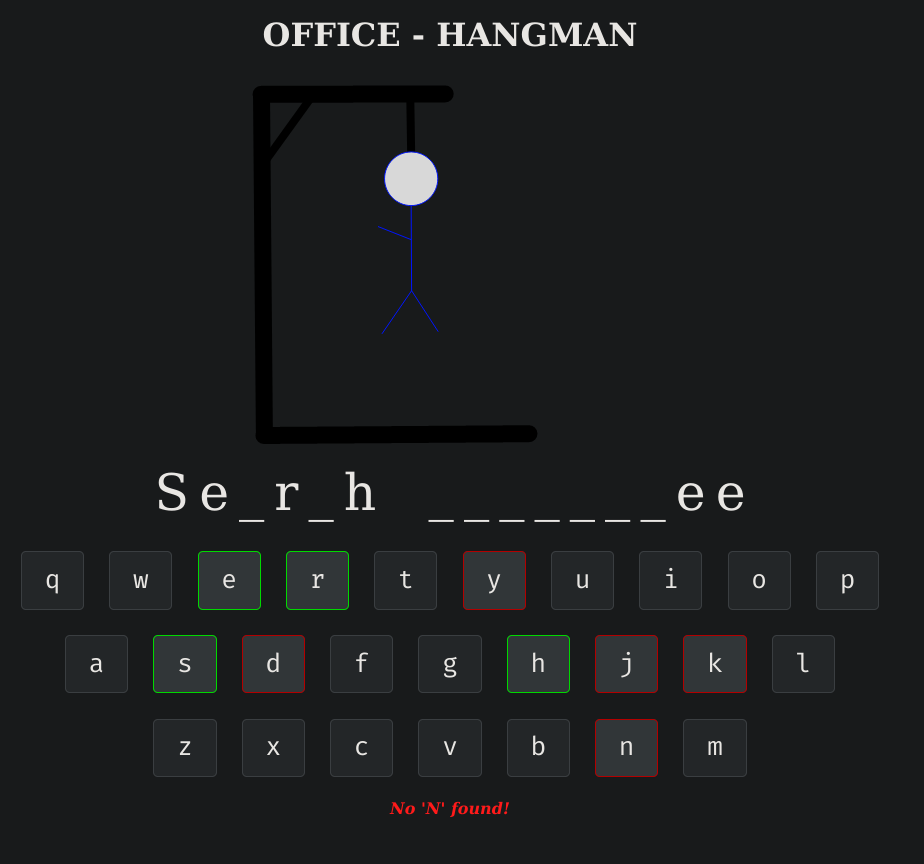 OFFICE - HANGMAN
Se_r_h _______ee
q w e r t y u i o p
a s d f g h j k l
z x c v b n m
No 'N' found!